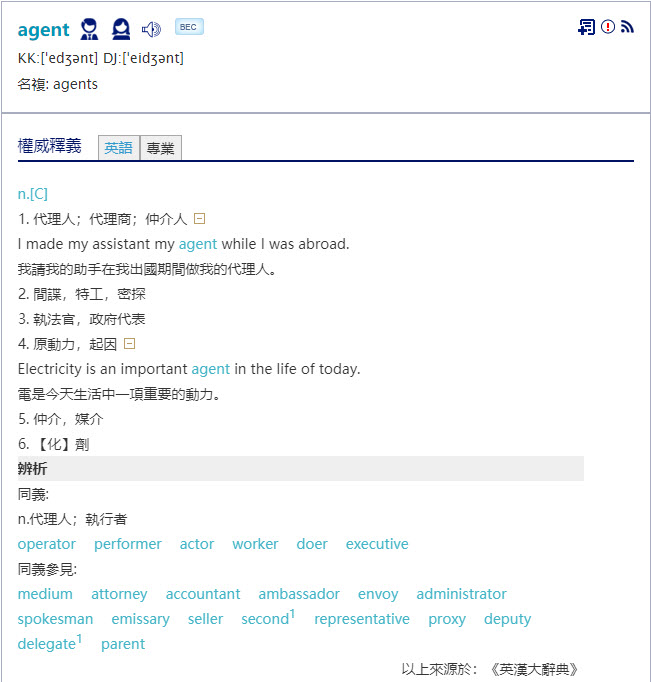 agent BEC
KK:[ˈedʒənt] DJ:[ˈeidʒənt]
名複: agents
權威釋義 英語 專業
n.[C]
1. 代理人；代理商；仲介人
I made my assistant my agent while I was abroad.
我請我的助手在我出國期間做我的代理人。
2. 間諜，特工，密探
3. 執法官，政府代表
4. 原動力，起因
Electricity is an important agent in the life of today.
電是今天生活中一項重要的動力。
5. 仲介，媒介
6. 【化】劑
辨析
同義:
n.代理人；執行者
operator performer actor worker doer executive
同義參見:
medium attorney accountant ambassador envoy administrator
spokesman emissary seller second1 representative proxy deputy
delegate1 parent
以上來源於：《英漢大辭典》